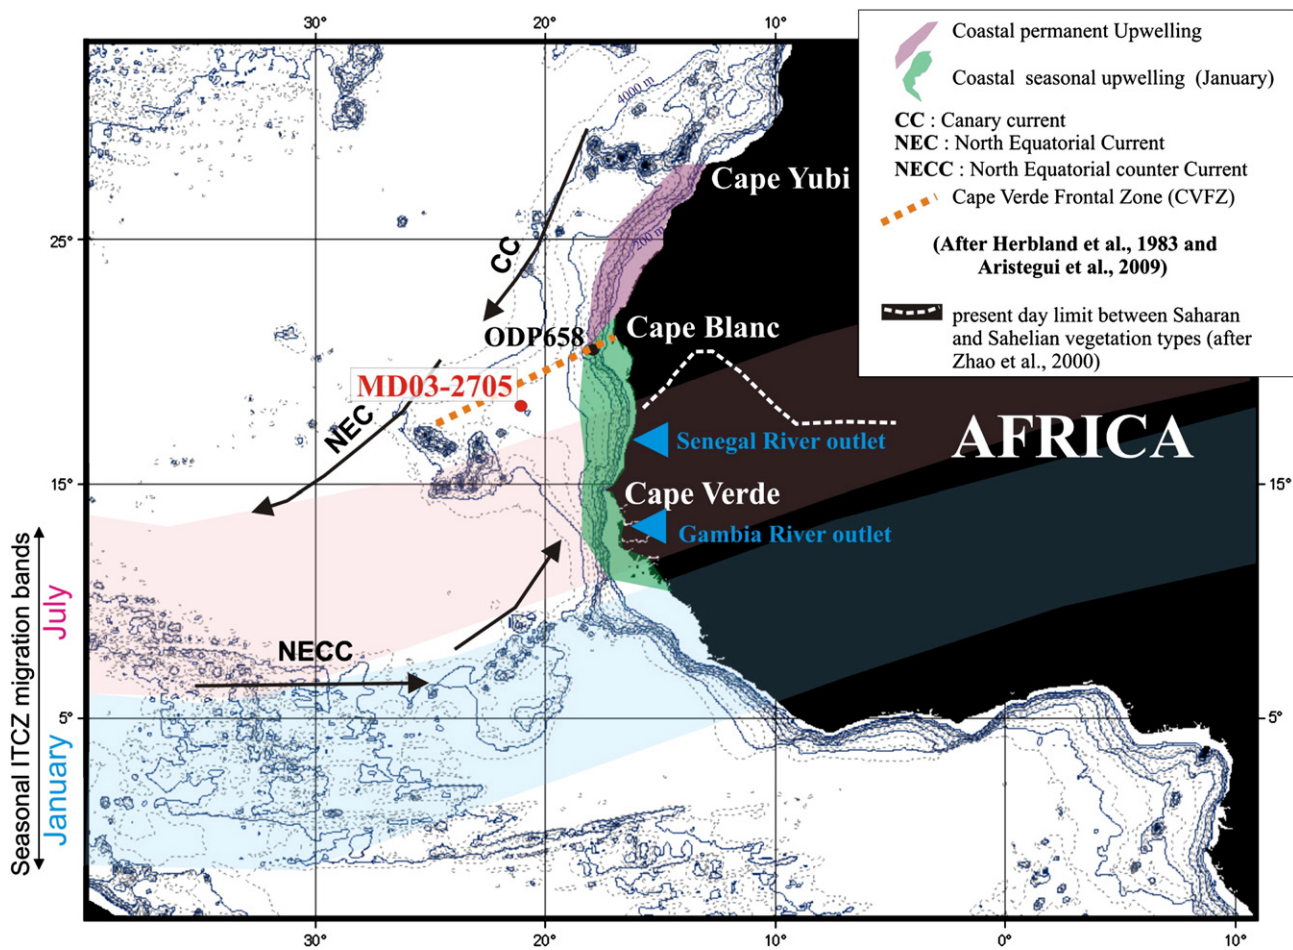 30°
20°
10°
Coastal permanent Upwelling
Coastal seasonal upwelling (January)
CC : Canary current
NEC : North Equatorial Current
NECC : North Equatorial counter Current
Cape Verde Frontal Zone (CVFZ)
(After Herbland et al., 1983 and
Aristegui et al., 2009)
present day limit between Saharan
and Sahelian vegetation types (after
Zhao et al., 2000)
4000 m
Cape Yubi
25°
200 m
CC
ODP658
Cape Blanc
MD03-2705
NEC
Senegal River outlet
AFRICA
15°
15°
Cape Verde
Gambia River outlet
Seasonal ITCZ migration bands
July
January
NECC
5°
5°
30°
20°
10°
0°
10°